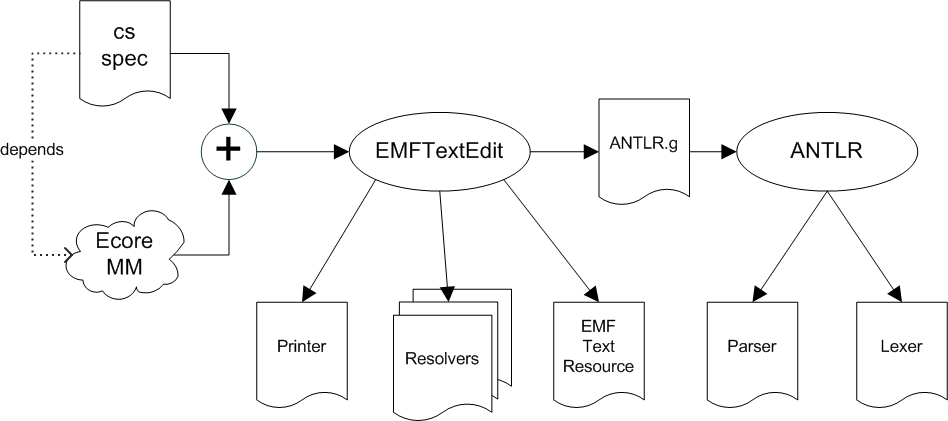 cs
spec
depends
+
EMFTextEdit
ANTLR.g
ANTLR
Ecore
MM
Printer
Resolvers
EMF
Text
Resource
Parser
Lexer